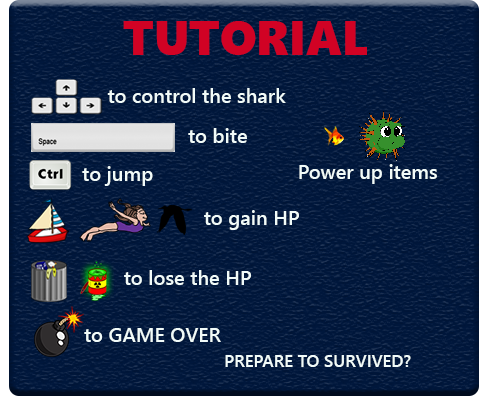 TUTORIAL
to control the shark
Space
to bite
Ctrl
to jump
Power up items
to gain HP
to lose the HP
to GAME OVER
PREPARE TO SURVIVED?